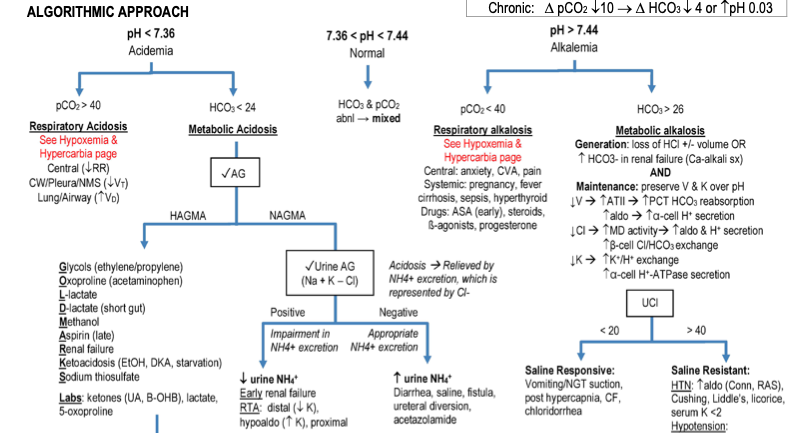 ALGORITHMIC APPROACH
Chronic: Δ pCO₂ ↓10 → Δ HCO₃ ↓ 4 or ↑pH 0.03
pH < 7.36
Acidemia
7.36 < pH < 7.44
Normal
pH > 7.44
Alkalemia
pCO₂ > 40
Respiratory Acidosis
See Hypoxemia &
Hypercarbia page
Central (↓RR)
CW/Pleura/NMS (↓V_T)
Lung/Airway (↑V_D)
HCO₃ < 24
Metabolic Acidosis
✓AG
HCO₃ & pCO₂
abnl → mixed
pCO₂ < 40
Respiratory alkalosis
See Hypoxemia &
Hypercarbia page
Central: anxiety, CVA, pain
Systemic: pregnancy, fever
cirrhosis, sepsis, hyperthyroid
Drugs: ASA (early), steroids,
ß-agonists, progesterone
HCO₃ > 26
Metabolic alkalosis
Generation: loss of HCl +/- volume OR
↑ HCO3- in renal failure (Ca-alkali sx)
AND
Maintenance: preserve V & K over pH
↓V → ↑ATII → ↑PCT HCO₃ reabsorption
↑aldo → ↑α-cell H⁺ secretion
↓Cl → ↑MD activity→ ↑aldo & H⁺ secretion
↑β-cell Cl/HCO₃ exchange
↓K → ↑K⁺/H⁺ exchange
↑α-cell H⁺-ATPase secretion
HAGMA
NAGMA
Glycols (ethylene/propylene)
Oxoproline (acetaminophen)
L-lactate
D-lactate (short gut)
Methanol
Aspirin (late)
Renal failure
Ketoacidosis (EtOH, DKA, starvation)
Sodium thiosulfate
Labs: ketones (UA, B-OHB), lactate,
5-oxoproline
✓Urine AG
(Na + K – Cl)
Acidosis → Relieved by
NH4+ excretion, which is
represented by Cl-
Positive
Negative
Impairment in
NH4+ excretion
Appropriate
NH4+ excretion
↓ urine NH₄⁺
Early renal failure
RTA: distal (↓ K),
hypoaldo (↑ K), proximal
↑ urine NH₄⁺
Diarrhea, saline, fistula,
ureteral diversion,
acetazolamide
UCl
< 20
> 40
Saline Responsive:
Vomiting/NGT suction,
post hypercapnia, CF,
chloridorrhea
Saline Resistant:
HTN: ↑aldo (Conn, RAS),
Cushing, Liddle's, licorice,
serum K <2
Hypotension: